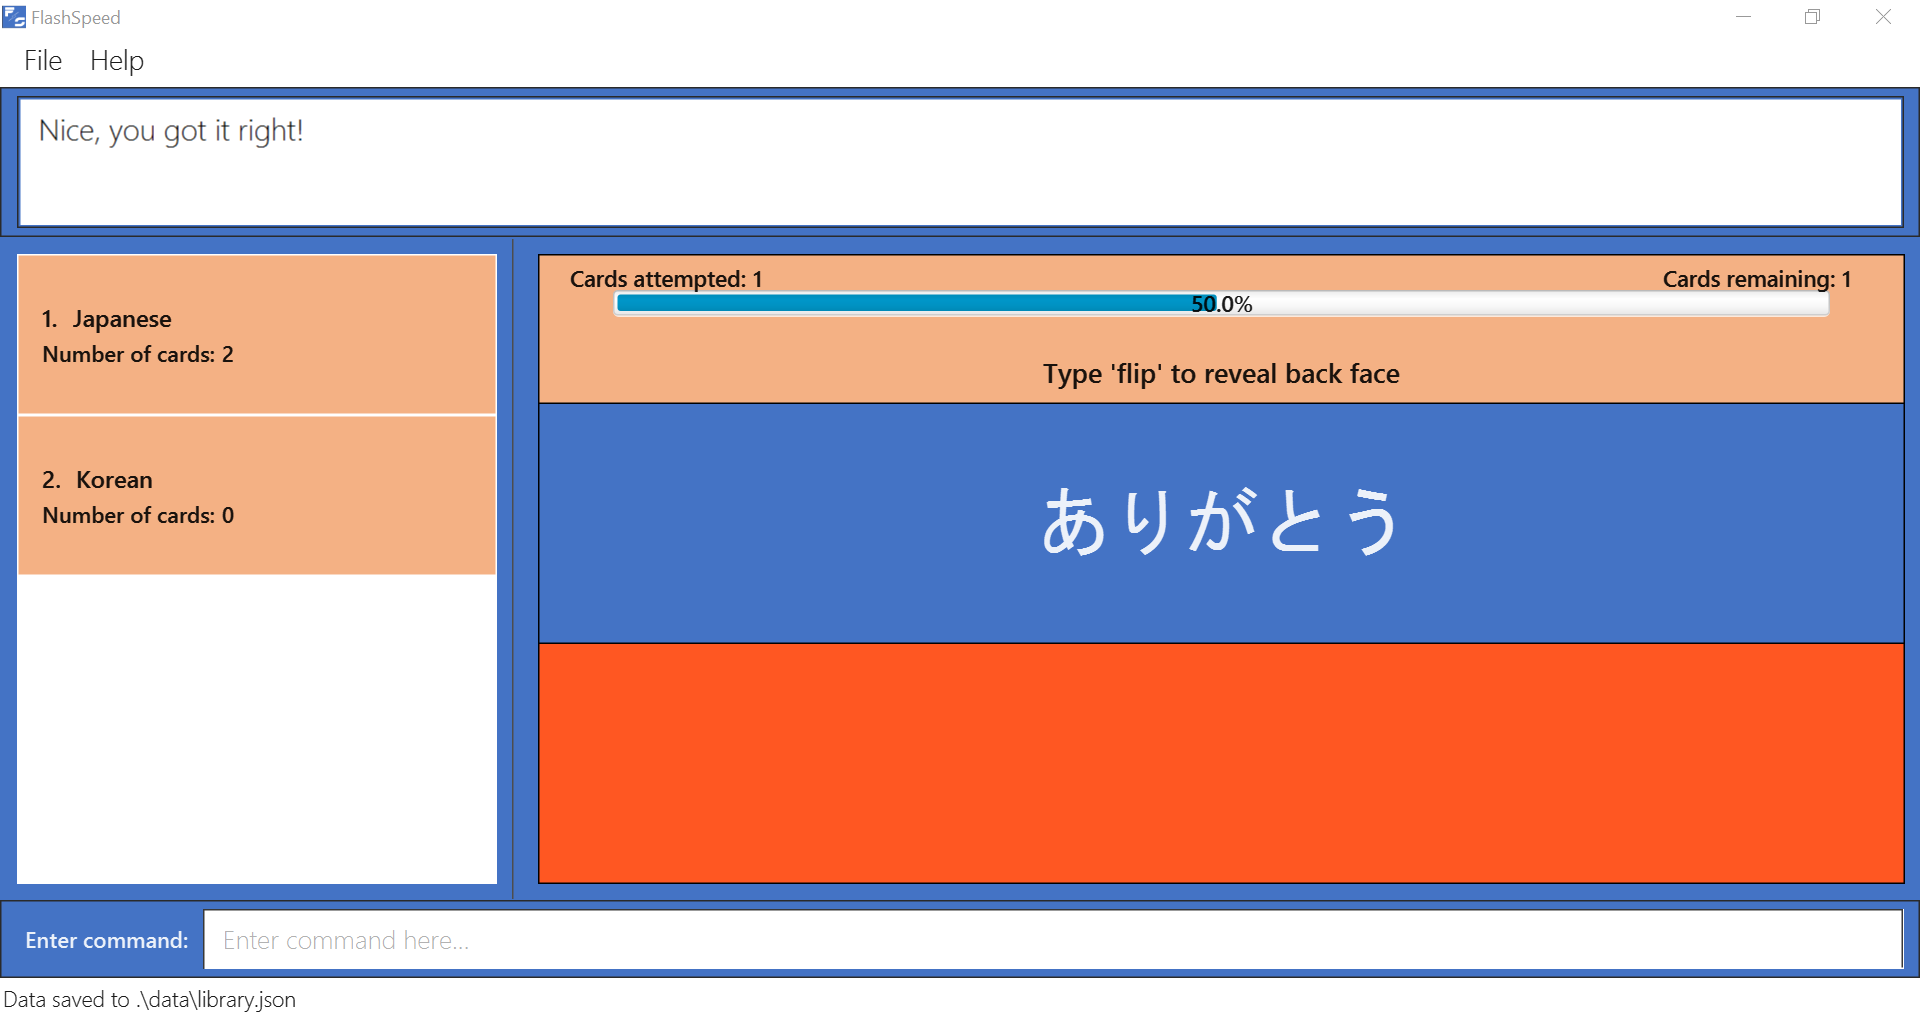 FlashSpeed
File Help
Nice, you got it right!
1. Japanese
Number of cards: 2
2. Korean
Number of cards: 0
Cards attempted: 1 Cards remaining: 1
50.0%
Type 'flip' to reveal back face
ありがとう
Enter command: Enter command here...
Data saved to .\data\library.json